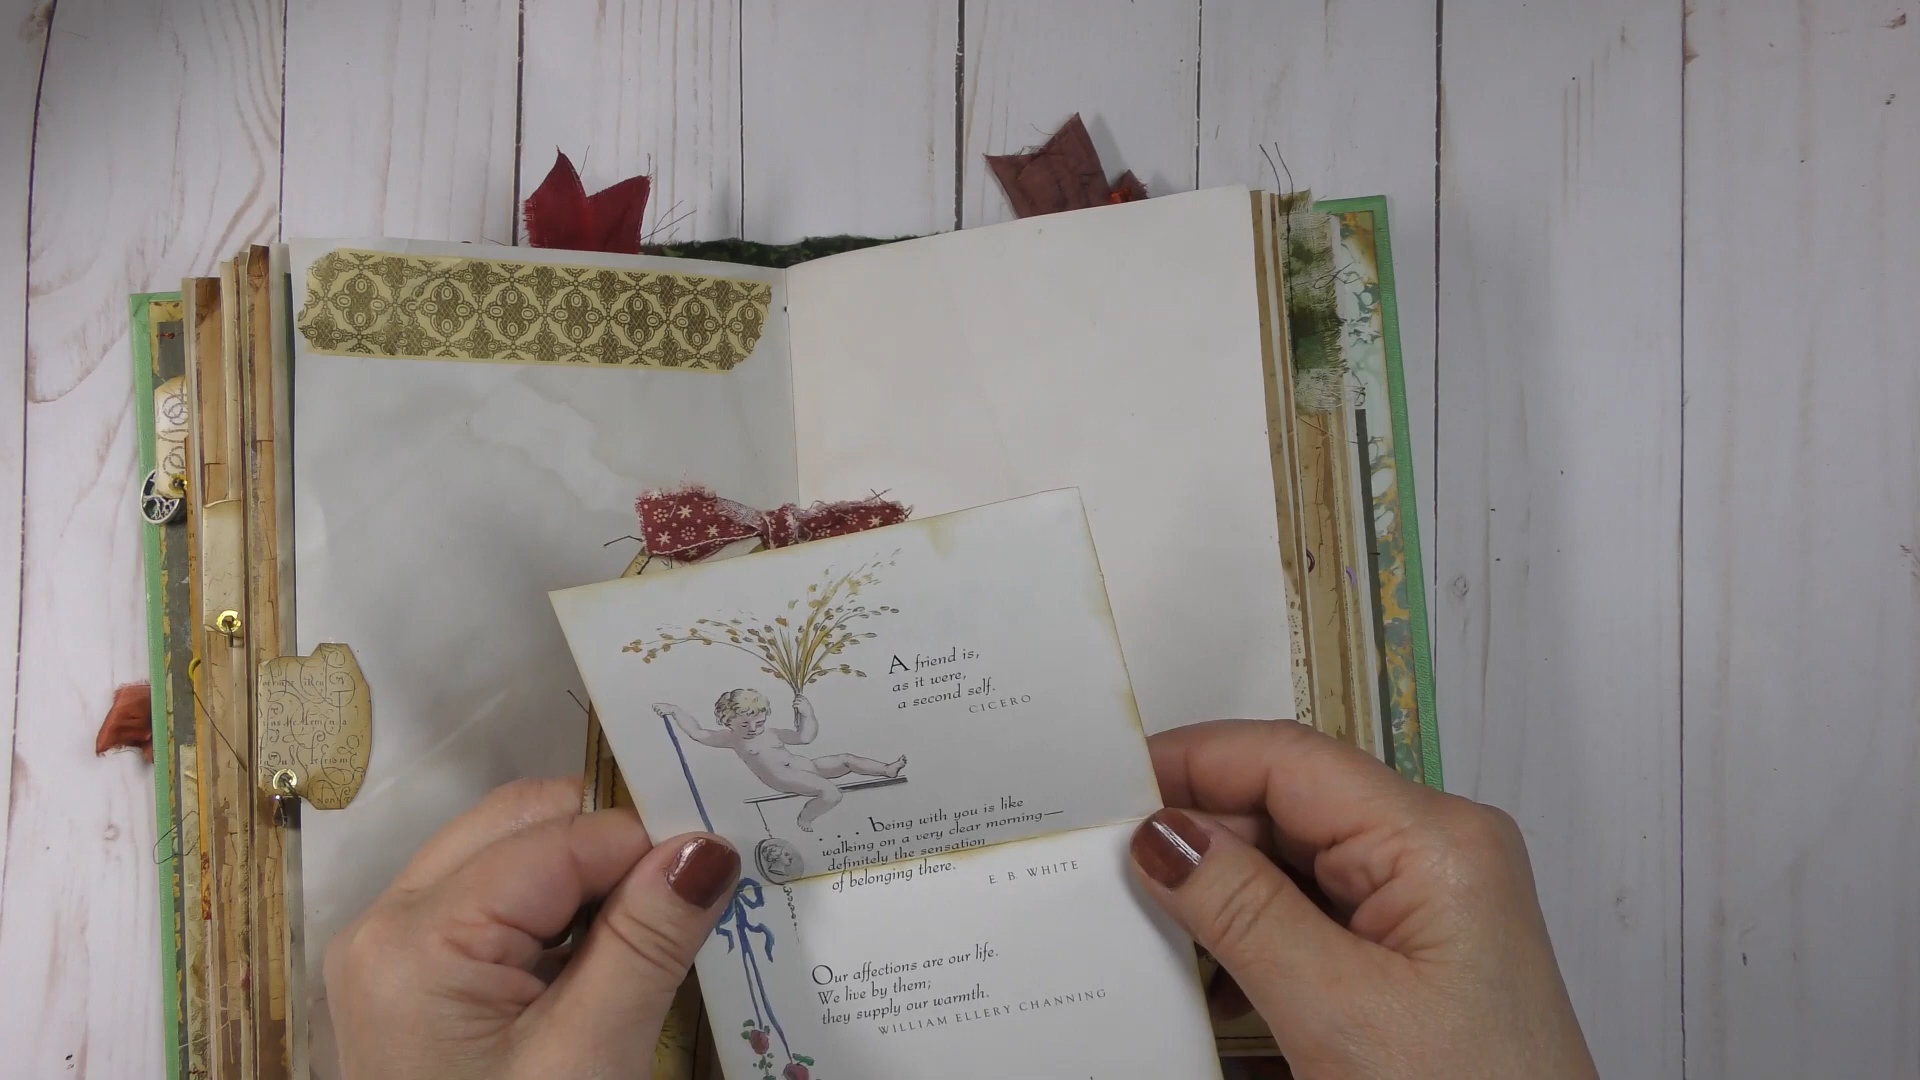 A friend is,
as it were,
a second self.
CICERO
. . . . being with you is like
walking on a very clear morning—
definitely the sensation
of belonging there.
E. B. WHITE
Our affections are our life.
We live by them;
they supply our warmth.
WILLIAM ELLERY CHANNING